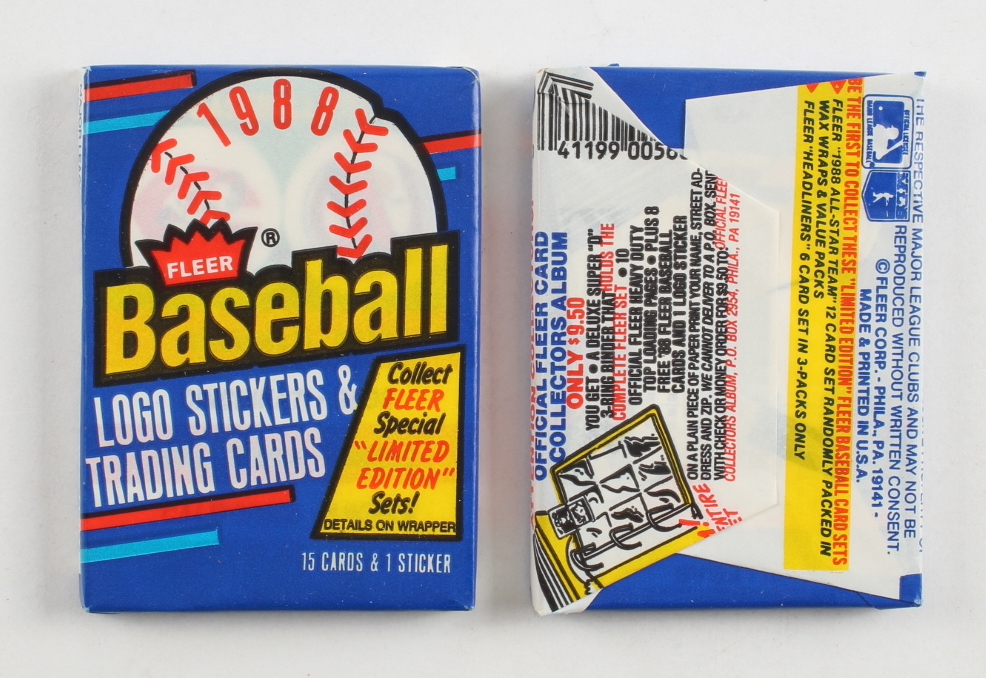 1988
FLEER
®
Baseball
LOGO STICKERS &
TRADING CARDS
Collect
FLEER
Special
"LIMITED
EDITION"
Sets!
DETAILS ON WRAPPER
15 CARDS & 1 STICKER
41199 0056
OFFICIAL FLEER CARD
COLLECTORS ALBUM
ONLY $9.50
YOU GET • A DELUXE SUPER "D"
3-RING BINDER THAT HOLDS THE
COMPLETE FLEER SET • 10
OFFICIAL FLEER HEAVY DUTY
TOP LOADING PAGES • PLUS 8
FREE '88 FLEER BASEBALL
CARDS AND 1 LOGO STICKER
ON A PLAIN PIECE OF PAPER PRINT YOUR NAME, STREET AD-
DRESS AND ZIP. WE CANNOT DELIVER TO A P.O. BOX. SEND
WITH CHECK OR MONEY ORDER FOR $9.50 TO: OFFICIAL FLEER
COLLECTORS ALBUM, P.O. BOX 2954, PHILA., PA 19141
BE THE FIRST TO COLLECT THESE "LIMITED EDITION" FLEER BASEBALL CARD SETS
FLEER "1988 ALL-STAR TEAM" 12 CARD SET RANDOMLY PACKED IN
WAX WRAPS & VALUE PACKS
FLEER "HEADLINERS" 6 CARD SET IN 3-PACKS ONLY
THE RESPECTIVE MAJOR LEAGUE CLUBS AND MAY NOT BE
REPRODUCED WITHOUT WRITTEN CONSENT.
© FLEER CORP. - PHILA., PA 19141 -
MADE & PRINTED IN U.S.A.